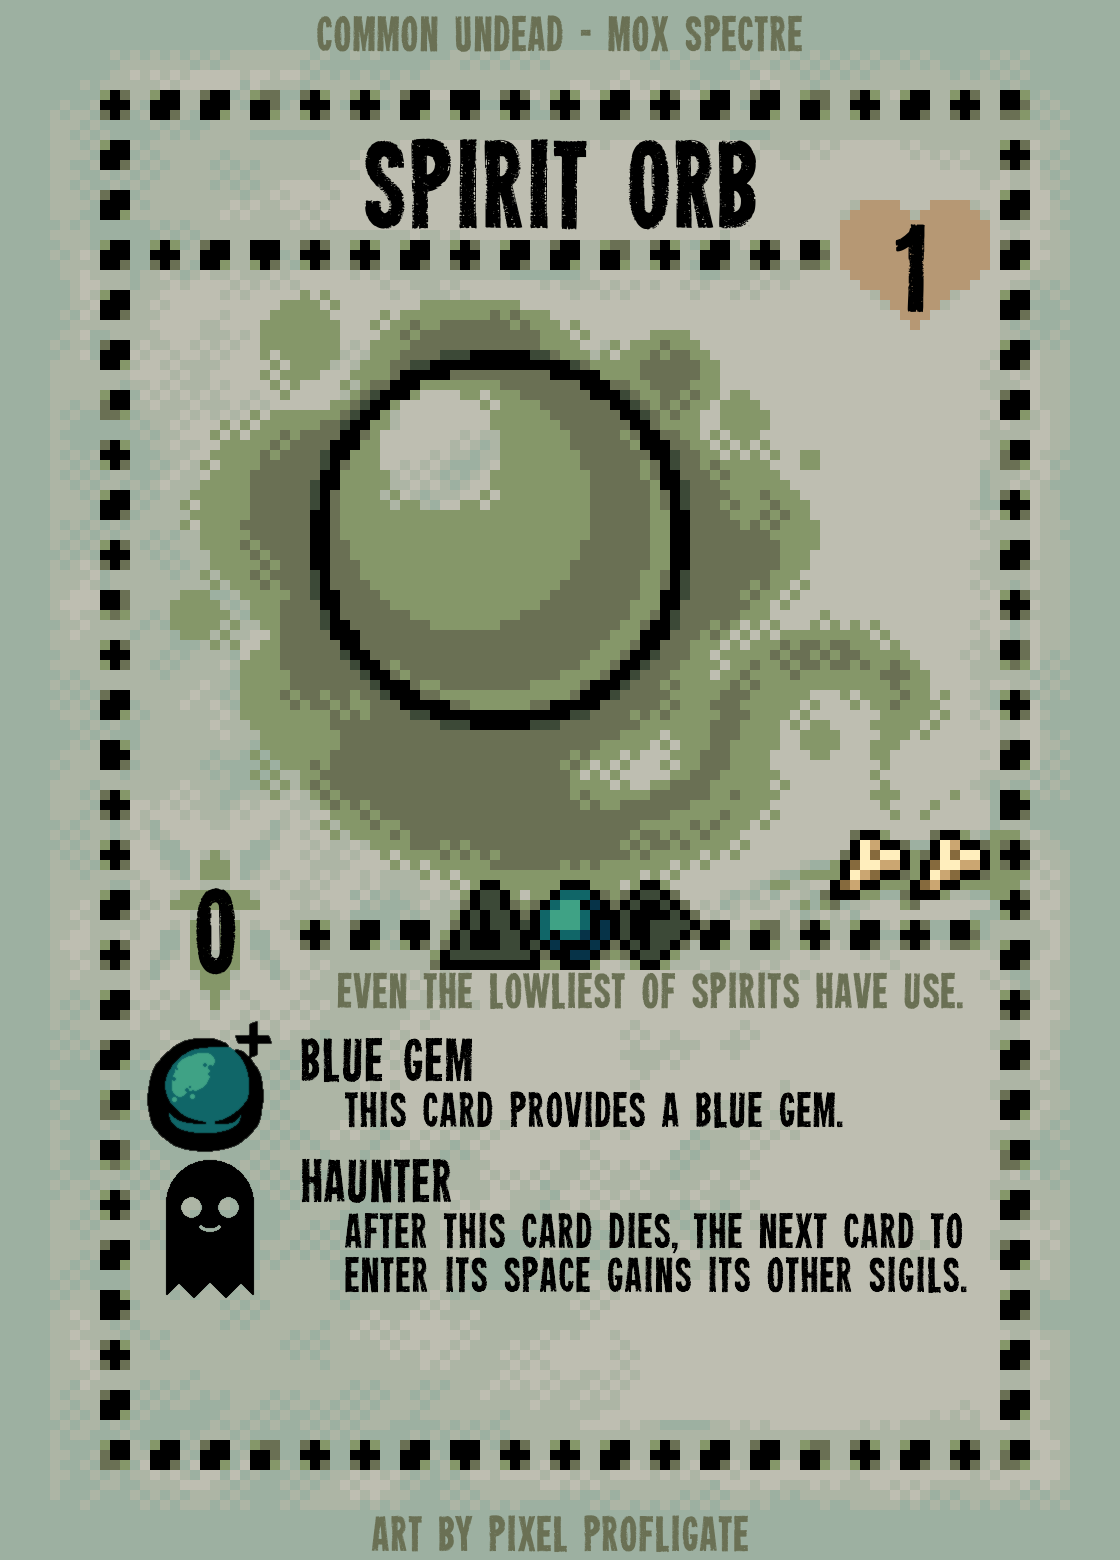 COMMON UNDEAD - MOX SPECTRE
SPIRIT ORB
1
0
EVEN THE LOWLIEST OF SPIRITS HAVE USE.
BLUE GEM
THIS CARD PROVIDES A BLUE GEM.
HAUNTER
AFTER THIS CARD DIES, THE NEXT CARD TO
ENTER ITS SPACE GAINS ITS OTHER SIGILS.
ART BY PIXEL PROFLIGATE